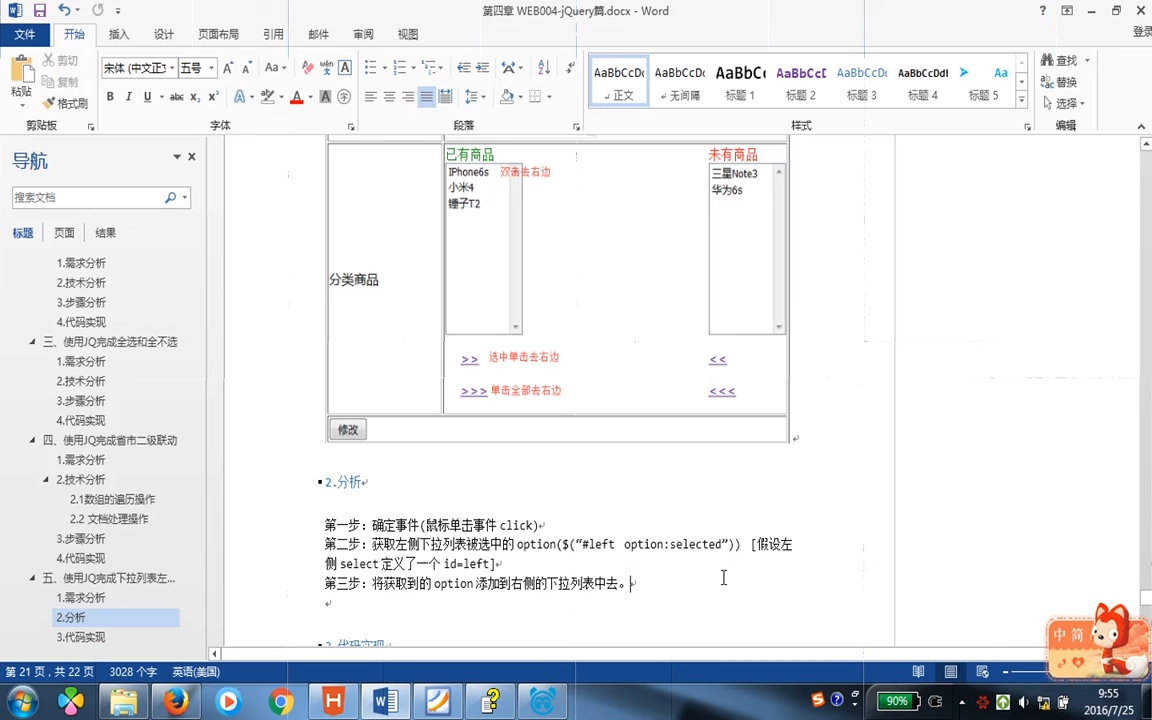 第四章 WEB004-jQuery篇.docx - Word
文件 开始 插入 设计 页面布局 引用 邮件 审阅 视图 登录
剪切 宋体 (中文正 五号 AaBbCcDc AaBbCcDc AaBbC AaBbC AaBbC AaBbCcDdE Aa 查找
复制 替换
粘贴 格式刷 正文 无间隔 标题 1 标题 2 标题 3 标题 4 标题 5 选择
剪贴板 字体 段落 样式 编辑
导航
搜索文档
标题 页面 结果
1.需求分析
2.技术分析
3.步骤分析
4.代码实现
三、使用JQ完成全选和全不选
1.需求分析
2.技术分析
3.步骤分析
4.代码实现
四、使用JQ完成省市二级联动
1.需求分析
2.技术分析
2.1数组的遍历操作
2.2 文档处理操作
3.步骤分析
4.代码实现
五、使用JQ完成下拉列表左...
1.需求分析
2.分析
3.代码实现
已有商品 未有商品
IPhone6s 双击去右边 三星Note3
小米4 华为6s
锤子T2
分类商品
>> 选中单击去右边 <<
>>> 单击全部去右边 <<<
修改
2.分析
第一步：确定事件(鼠标单击事件 click)
第二步：获取左侧下拉列表被选中的 option($(“#left option:selected”)) [假设左
侧 select 定义了一个 id=left]
第三步：将获取到的 option 添加到右侧的下拉列表中去。
3.代码实现
中 简
第 21 页，共 22 页 3028 个字 英语(美国)
90% 9:55
2016/7/25